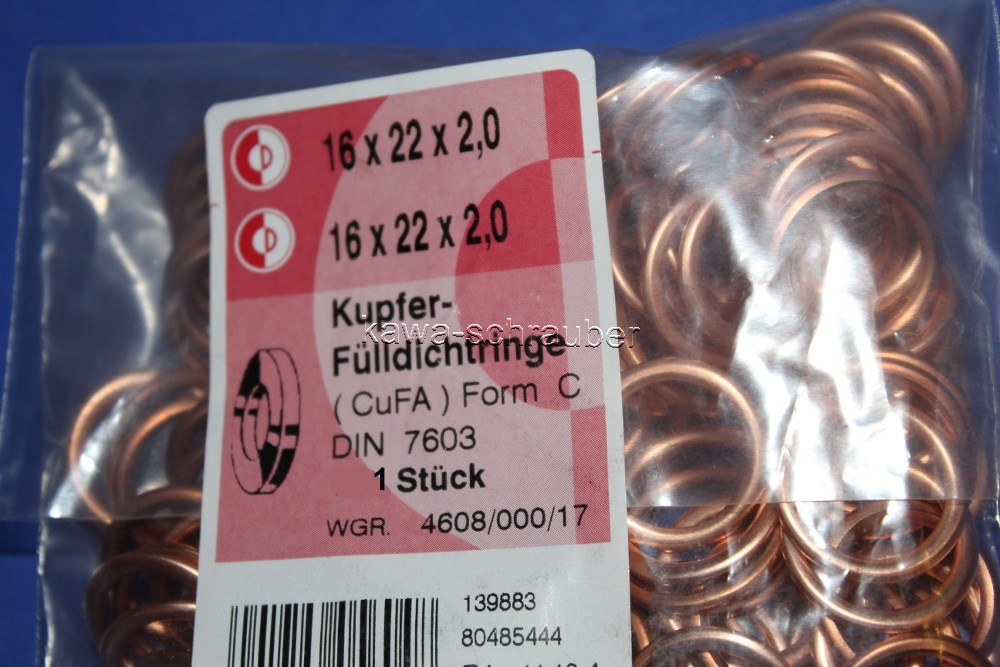 16 x 22 x 2,0
16 x 22 x 2,0
Kupfer-
kawa-schrauber
Fülldichtringe
( CuFA ) Form C
DIN 7603
1 Stück
WGR. 4608/000/17
139883
80485444